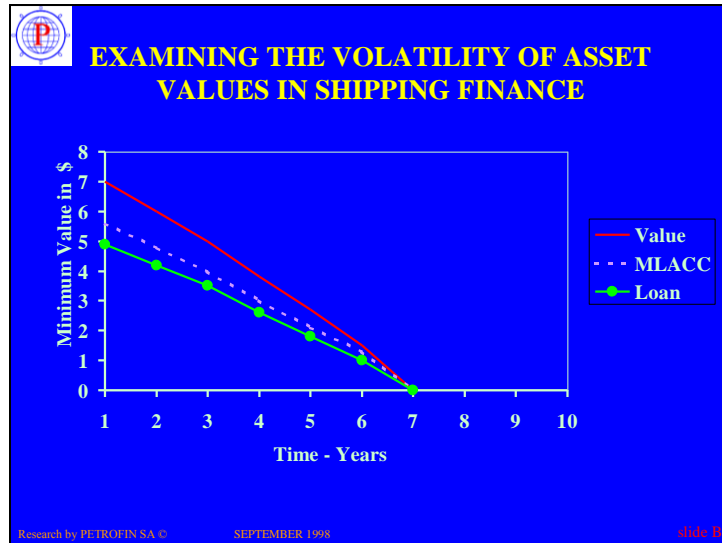 P
EXAMINING THE VOLATILITY OF ASSET
VALUES IN SHIPPING FINANCE
Minimum Value in $
8
7
6
5
4
3
2
1
0
1 2 3 4 5 6 7 8 9 10
Time - Years
Value
MLACC
Loan
Research by PETROFIN SA © SEPTEMBER 1998 slide B